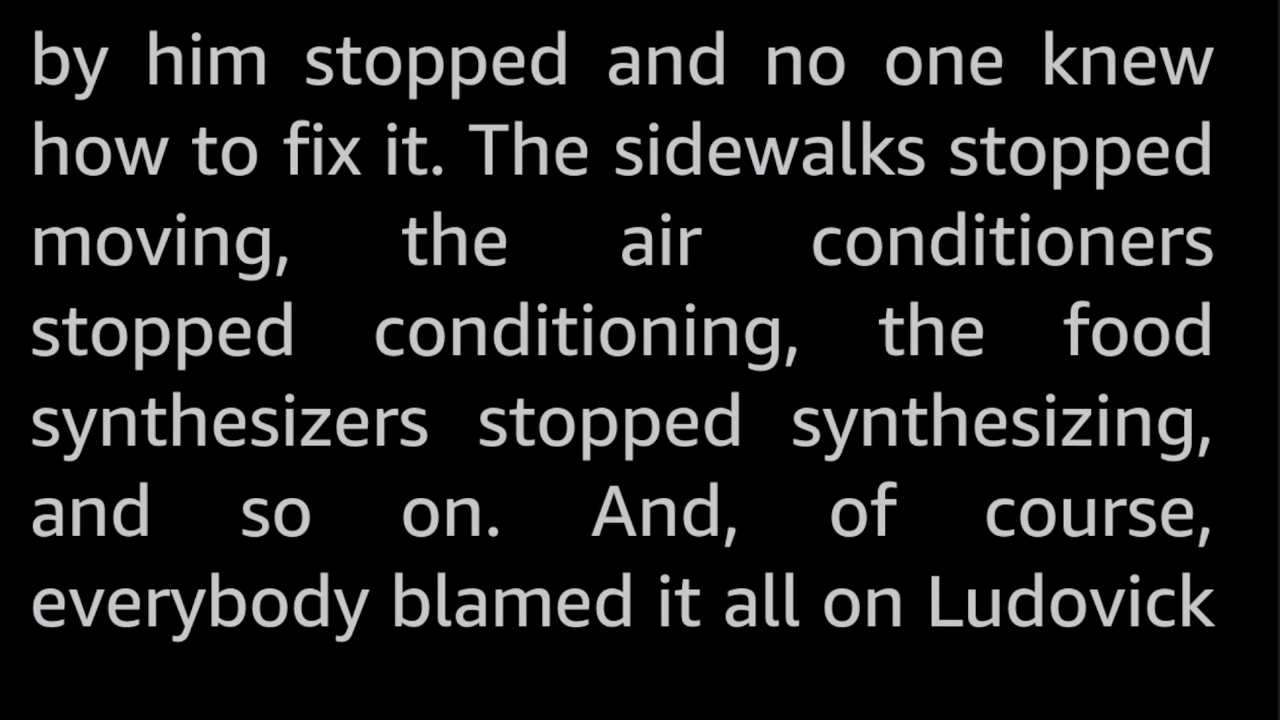 by him stopped and no one knew
how to fix it. The sidewalks stopped
moving, the air conditioners
stopped conditioning, the food
synthesizers stopped synthesizing,
and so on. And, of course,
everybody blamed it all on Ludovick